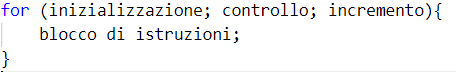 for (inizializzazione; controllo; incremento){
    blocco di istruzioni;
}